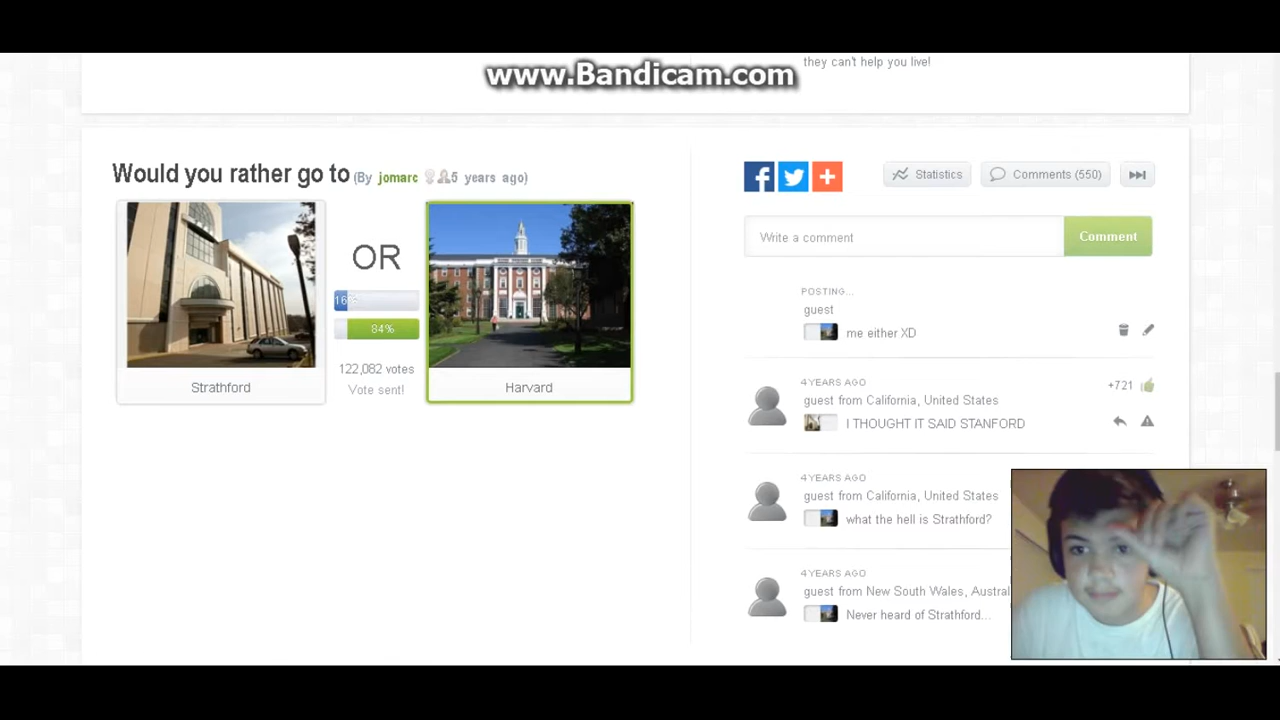 they can't help you live!
www.Bandicam.com
Would you rather go to (By jomarc 5 years ago)
OR
16%
84%
122,082 votes
Vote sent!
Strathford
Harvard
Statistics
Comments (550)
Write a comment
Comment
POSTING...
guest
me either XD
4 YEARS AGO
+721
guest from California, United States
I THOUGHT IT SAID STANFORD
4 YEARS AGO
guest from California, United States
what the hell is Strathford?
4 YEARS AGO
guest from New South Wales, Austral
Never heard of Strathford...